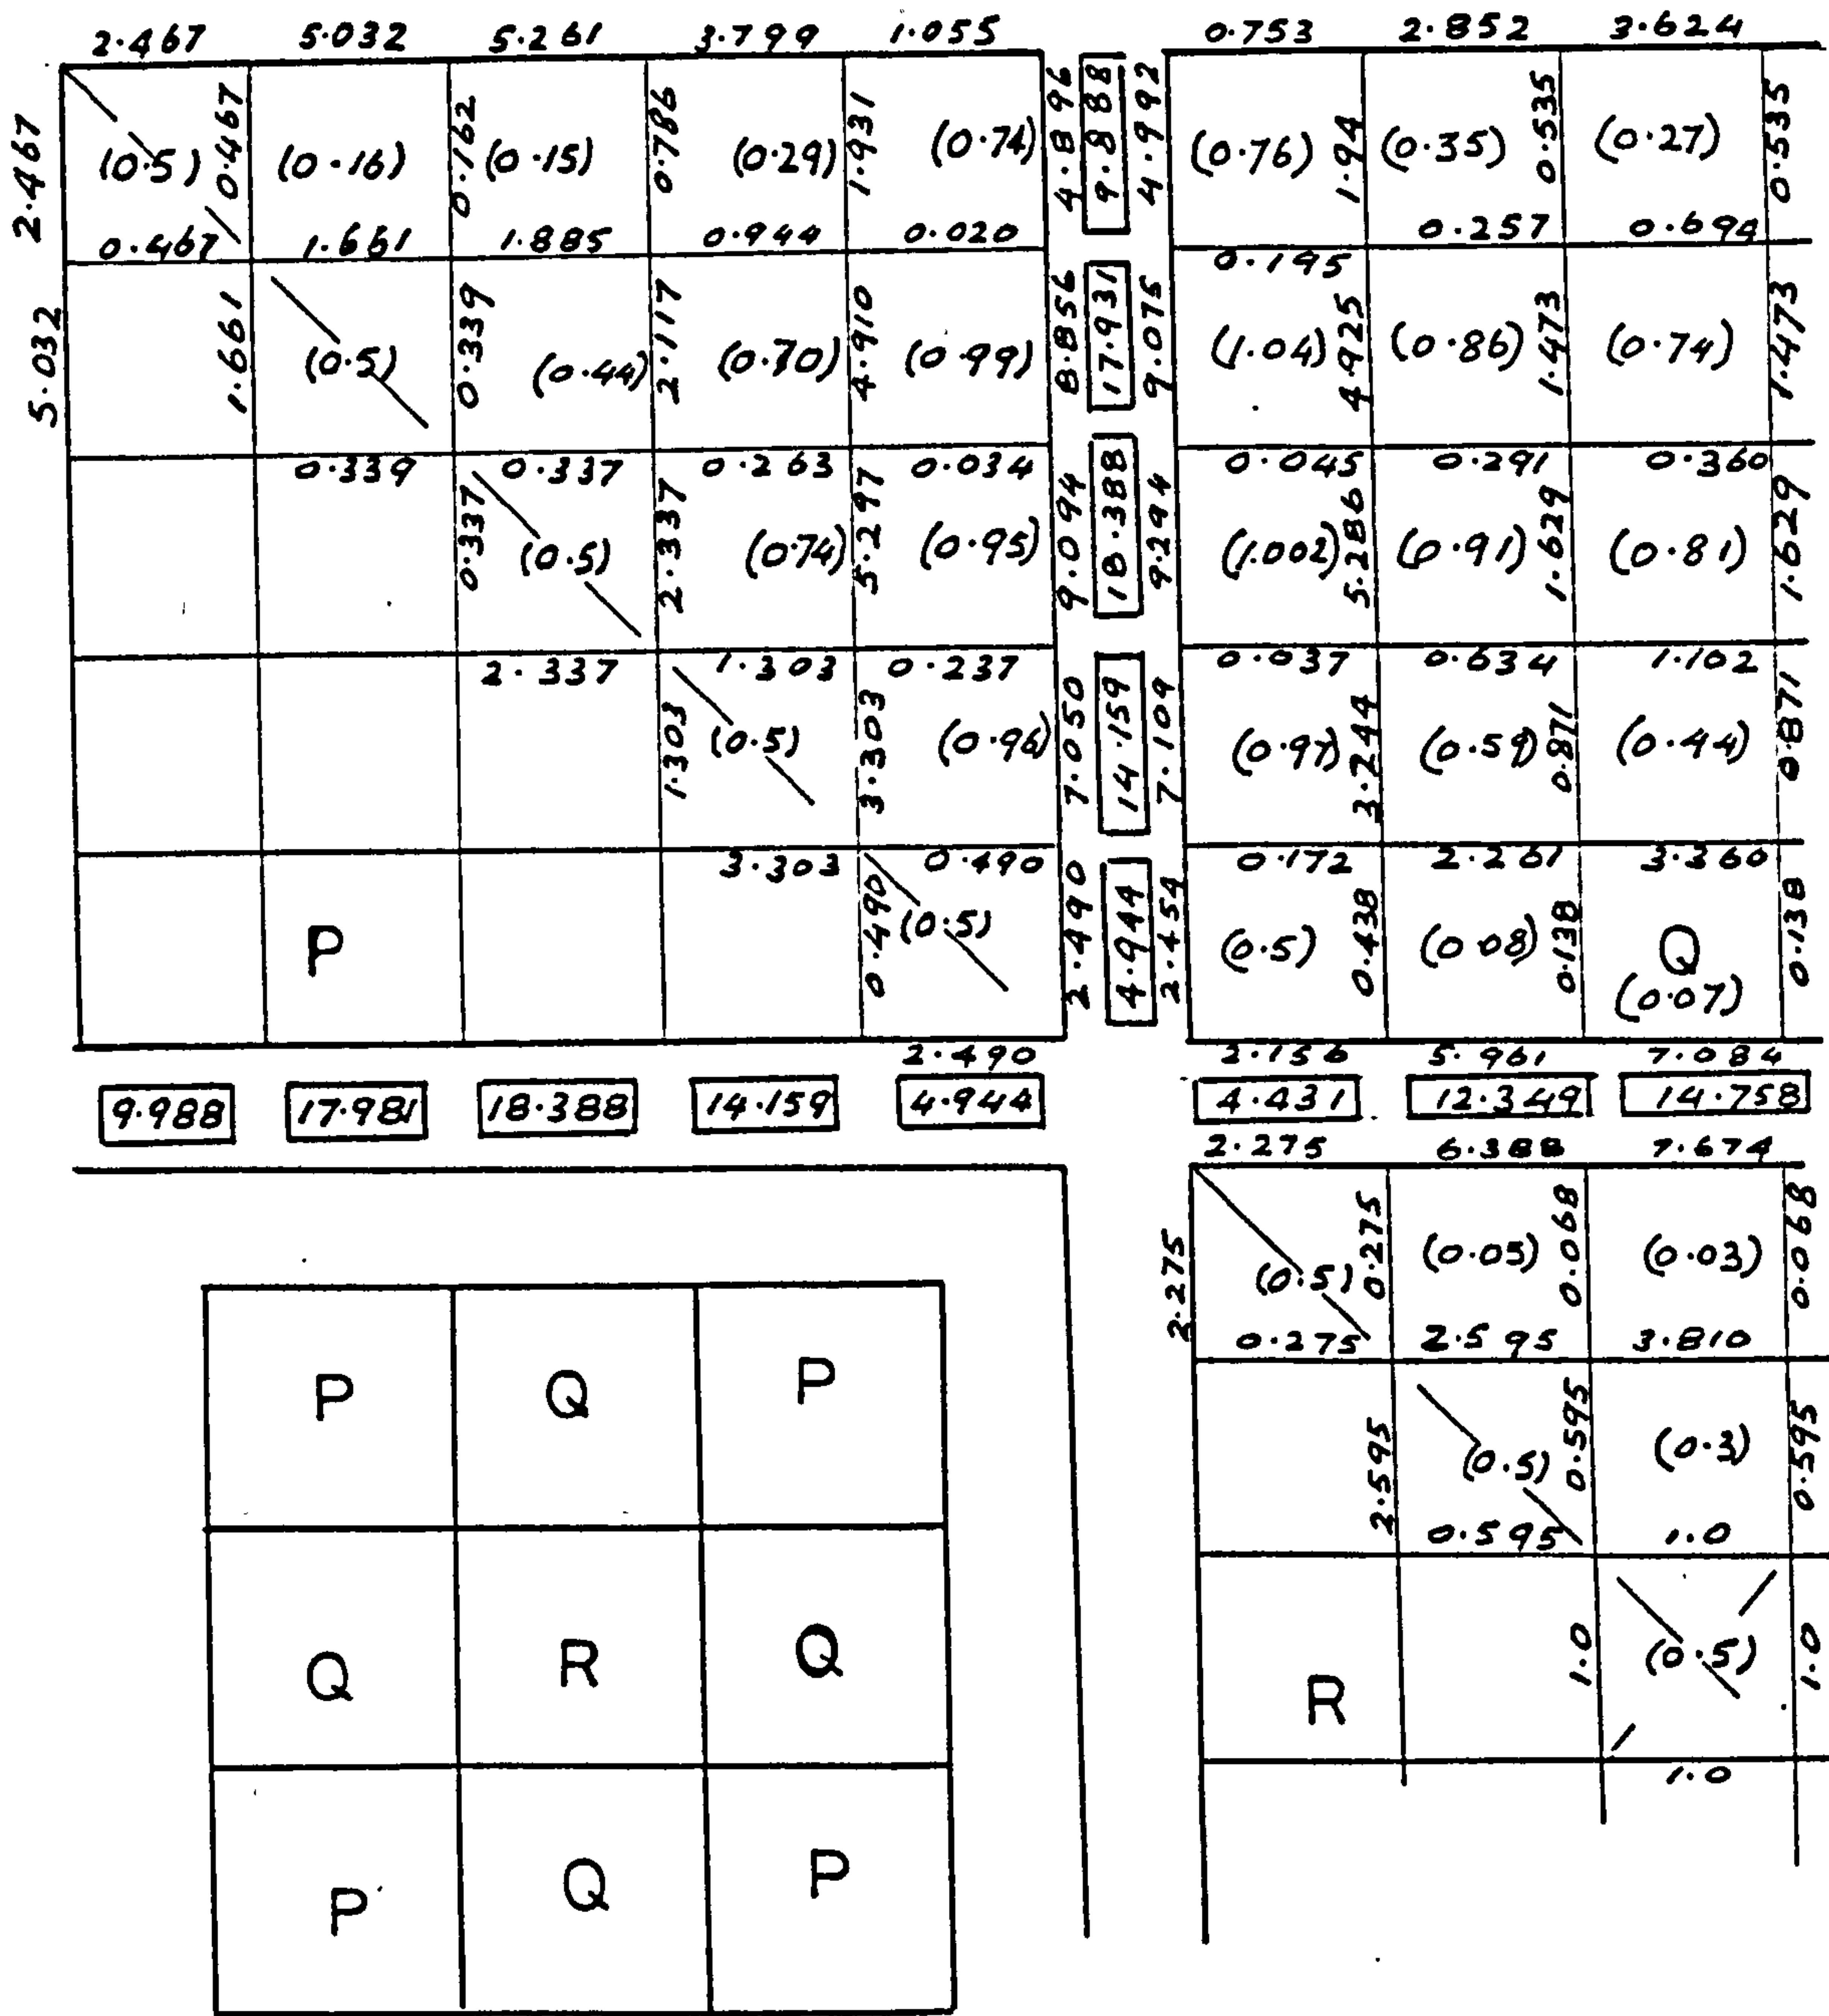 2.467 5.032 5.261 3.799 1.055 0.753 2.852 3.624
2.467 (0.5) 0.467 (0.16) 0.162 (0.15) 0.786 (0.29) 1.931 (0.74) 4.896 9.888 4.992 (0.76) 1.94 (0.35) 0.535 (0.27) 0.535
0.467 1.661 1.885 0.944 0.020 0.195 0.257 0.694
5.032 1.661 (0.5) 0.339 (0.44) 2.117 (0.70) 4.910 (0.99) 8.856 17.931 9.075 (1.04) 4.925 (0.86) 1.473 (0.74) 1.473
0.339 0.337 0.263 0.034 0.045 0.291 0.360
0.337 (0.5) 2.337 (0.74) 5.297 (0.95) 9.094 18.388 9.294 (1.002) 5.286 (0.91) 1.629 (0.81) 1.629
2.337 1.303 0.237 0.037 0.634 1.102
1.303 (0.5) 3.303 (0.96) 7.050 14.159 7.109 (0.97) 3.244 (0.59) 0.871 (0.44) 0.871
3.303 0.490 0.172 2.261 3.360
P 0.490 (0.5) 2.490 4.944 2.454 (0.5) 0.438 (0.08) 0.138 Q (0.07) 0.138
2.490 2.156 5.961 7.084
9.988 17.981 18.388 14.159 4.944 4.431 12.349 14.758
2.275 6.388 7.674
2.275 (0.5) 0.275 (0.05) 0.068 (0.03) 0.068
0.275 2.595 3.810
2.595 (0.5) 0.595 (0.3) 0.595
0.595 1.0
R 1.0 (0.5) 1.0
1.0
P Q P
Q R Q
P Q P